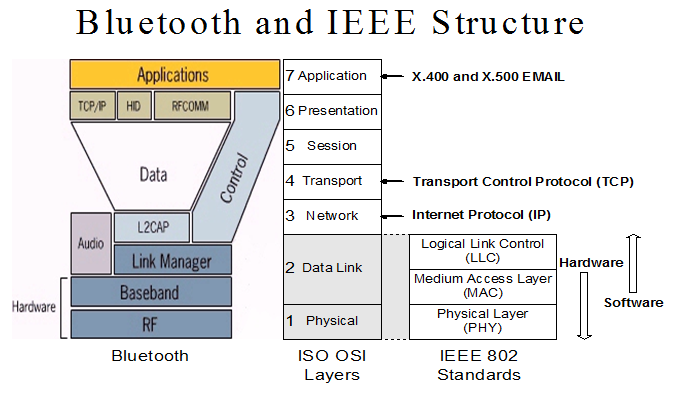 Bluetooth and IEEE Structure
Applications
TCP/IP HID RFCOMM
Data
Control
Audio
L2CAP
Link Manager
Baseband
RF
Hardware
Bluetooth
7 Application
6 Presentation
5 Session
4 Transport
3 Network
2 Data Link
1 Physical
ISO OSI
Layers
X.400 and X.500 EMAIL
Transport Control Protocol (TCP)
Internet Protocol (IP)
Logical Link Control
(LLC)
Medium Access Layer
(MAC)
Physical Layer
(PHY)
IEEE 802
Standards
Hardware
Software